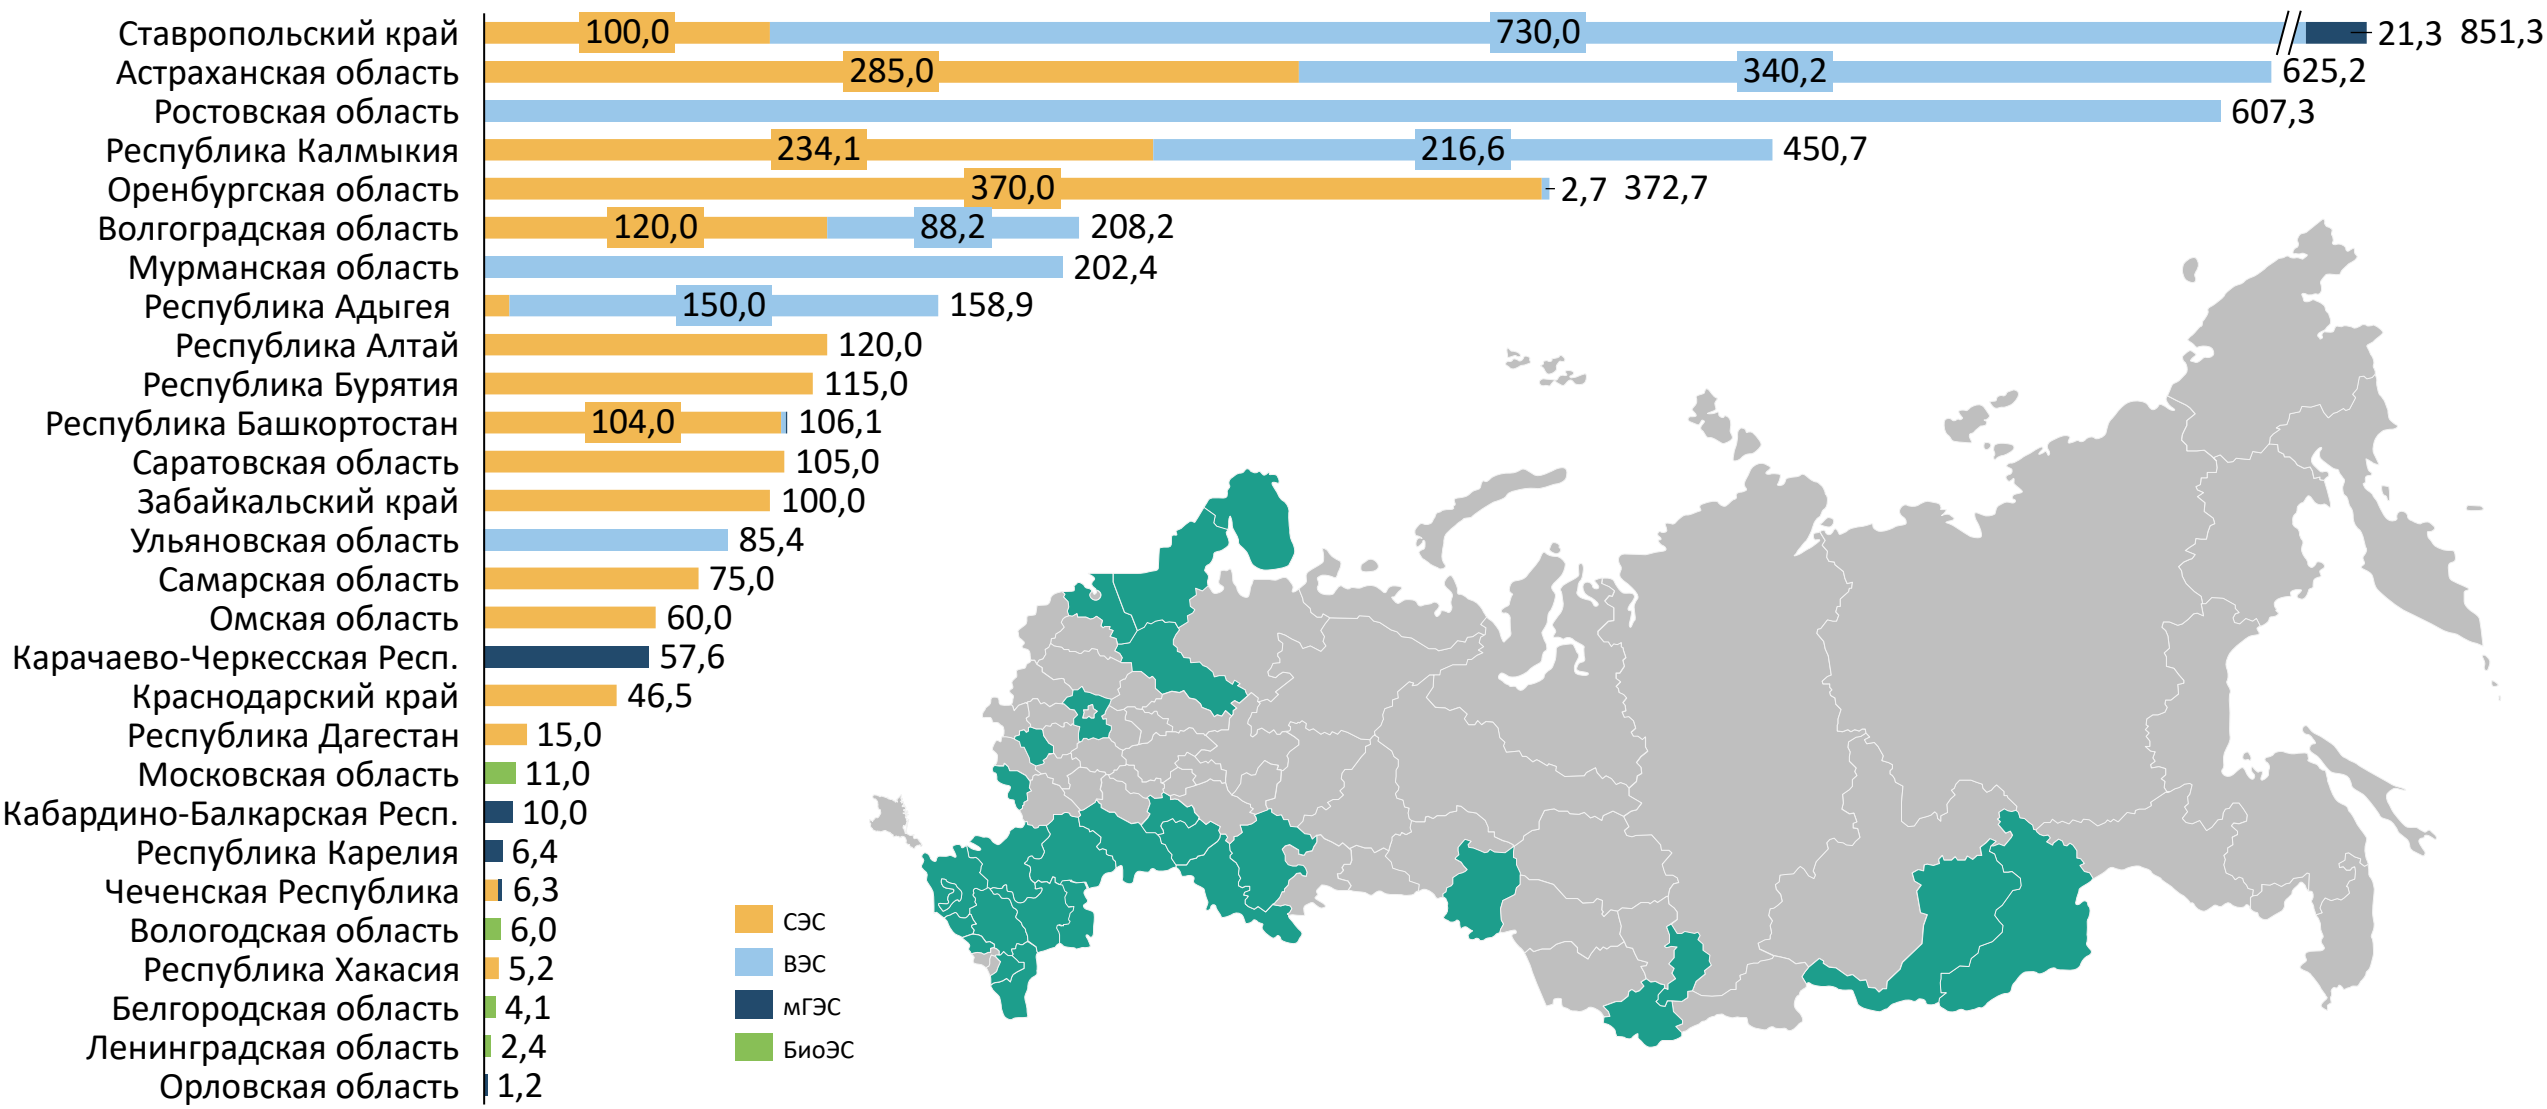 Ставропольский край 100,0 730,0 21,3 851,3
Астраханская область 285,0 340,2 625,2
Ростовская область 607,3
Республика Калмыкия 234,1 216,6 450,7
Оренбургская область 370,0 2,7 372,7
Волгоградская область 120,0 88,2 208,2
Мурманская область 202,4
Республика Адыгея 150,0 158,9
Республика Алтай 120,0
Республика Бурятия 115,0
Республика Башкортостан 104,0 106,1
Саратовская область 105,0
Забайкальский край 100,0
Ульяновская область 85,4
Самарская область 75,0
Омская область 60,0
Карачаево-Черкесская Респ. 57,6
Краснодарский край 46,5
Республика Дагестан 15,0
Московская область 11,0
Кабардино-Балкарская Респ. 10,0
Республика Карелия 6,4
Чеченская Республика 6,3
Вологодская область 6,0
Республика Хакасия 5,2
Белгородская область 4,1
Ленинградская область 2,4
Орловская область 1,2
СЭС
ВЭС
мГЭС
БиоЭС